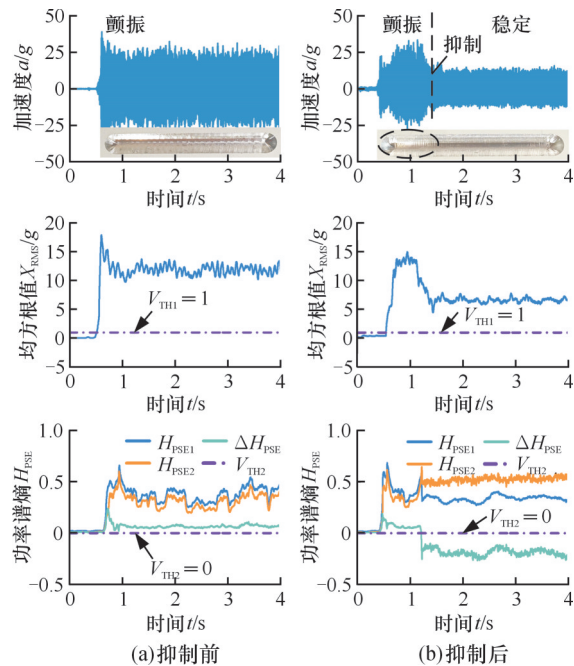 颤振
50
25
0
−25
−50
加速度a/g
0 1 2 3 4
时间t/s
颤振
稳定
抑制
50
25
0
−25
−50
加速度a/g
0 1 2 3 4
时间t/s
20
15
10
5
0
−5
均方根值X_RMS/g
V_TH1 = 1
0 1 2 3 4
时间t/s
20
15
10
5
0
−5
均方根值X_RMS/g
V_TH1 = 1
0 1 2 3 4
时间t/s
1.0
0.5
0
−0.5
功率谱熵H_PSE
H_PSE1 ΔH_PSE
H_PSE2 V_TH2
V_TH2 = 0
0 1 2 3 4
时间t/s
(a)抑制前
1.0
0.5
0
−0.5
功率谱熵H_PSE
H_PSE1 ΔH_PSE
H_PSE2 V_TH2
V_TH2 = 0
0 1 2 3 4
时间t/s
(b)抑制后